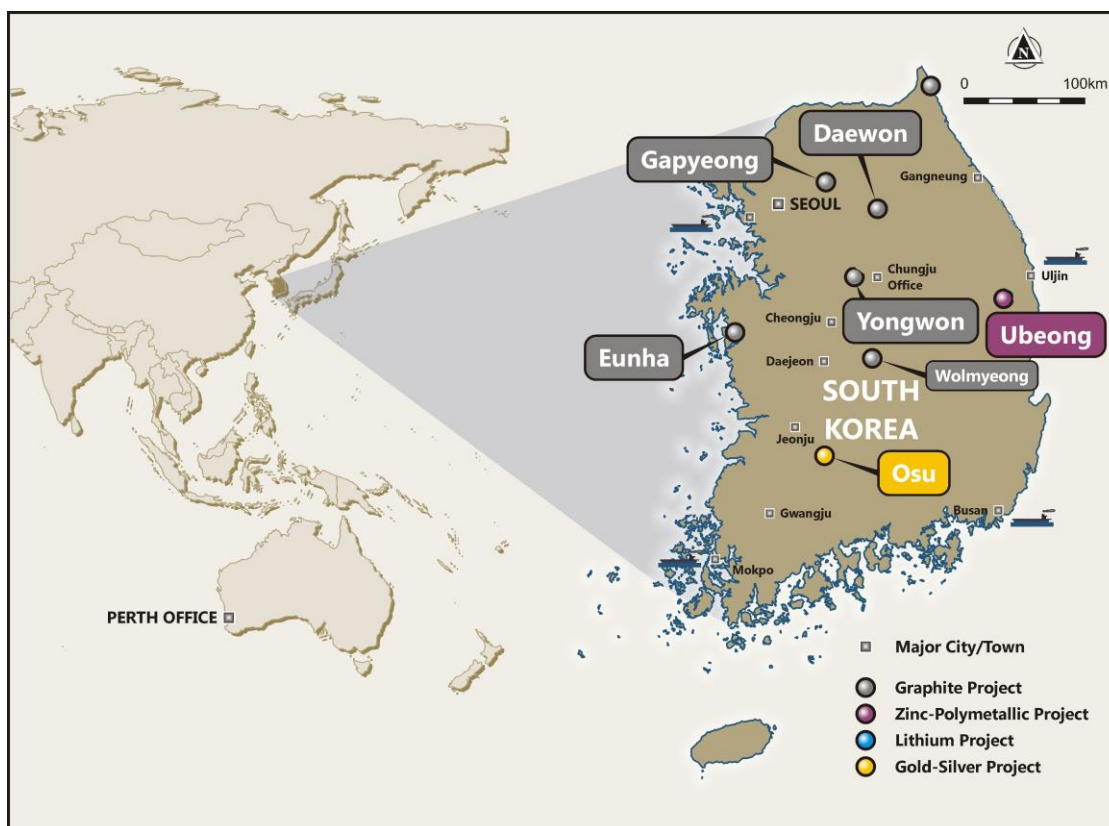 N
0 100km
Daewon
Gapyeong
Gangneung
SEOUL
Chungju
Office
Uljin
Cheongju
Yongwon
Ubeong
Eunha
Daejeon
Wolmyeong
SOUTH
KOREA
Jeonju
Osu
Gwangju
Busan
Mokpo
PERTH OFFICE
Major City/Town
Graphite Project
Zinc-Polymetallic Project
Lithium Project
Gold-Silver Project